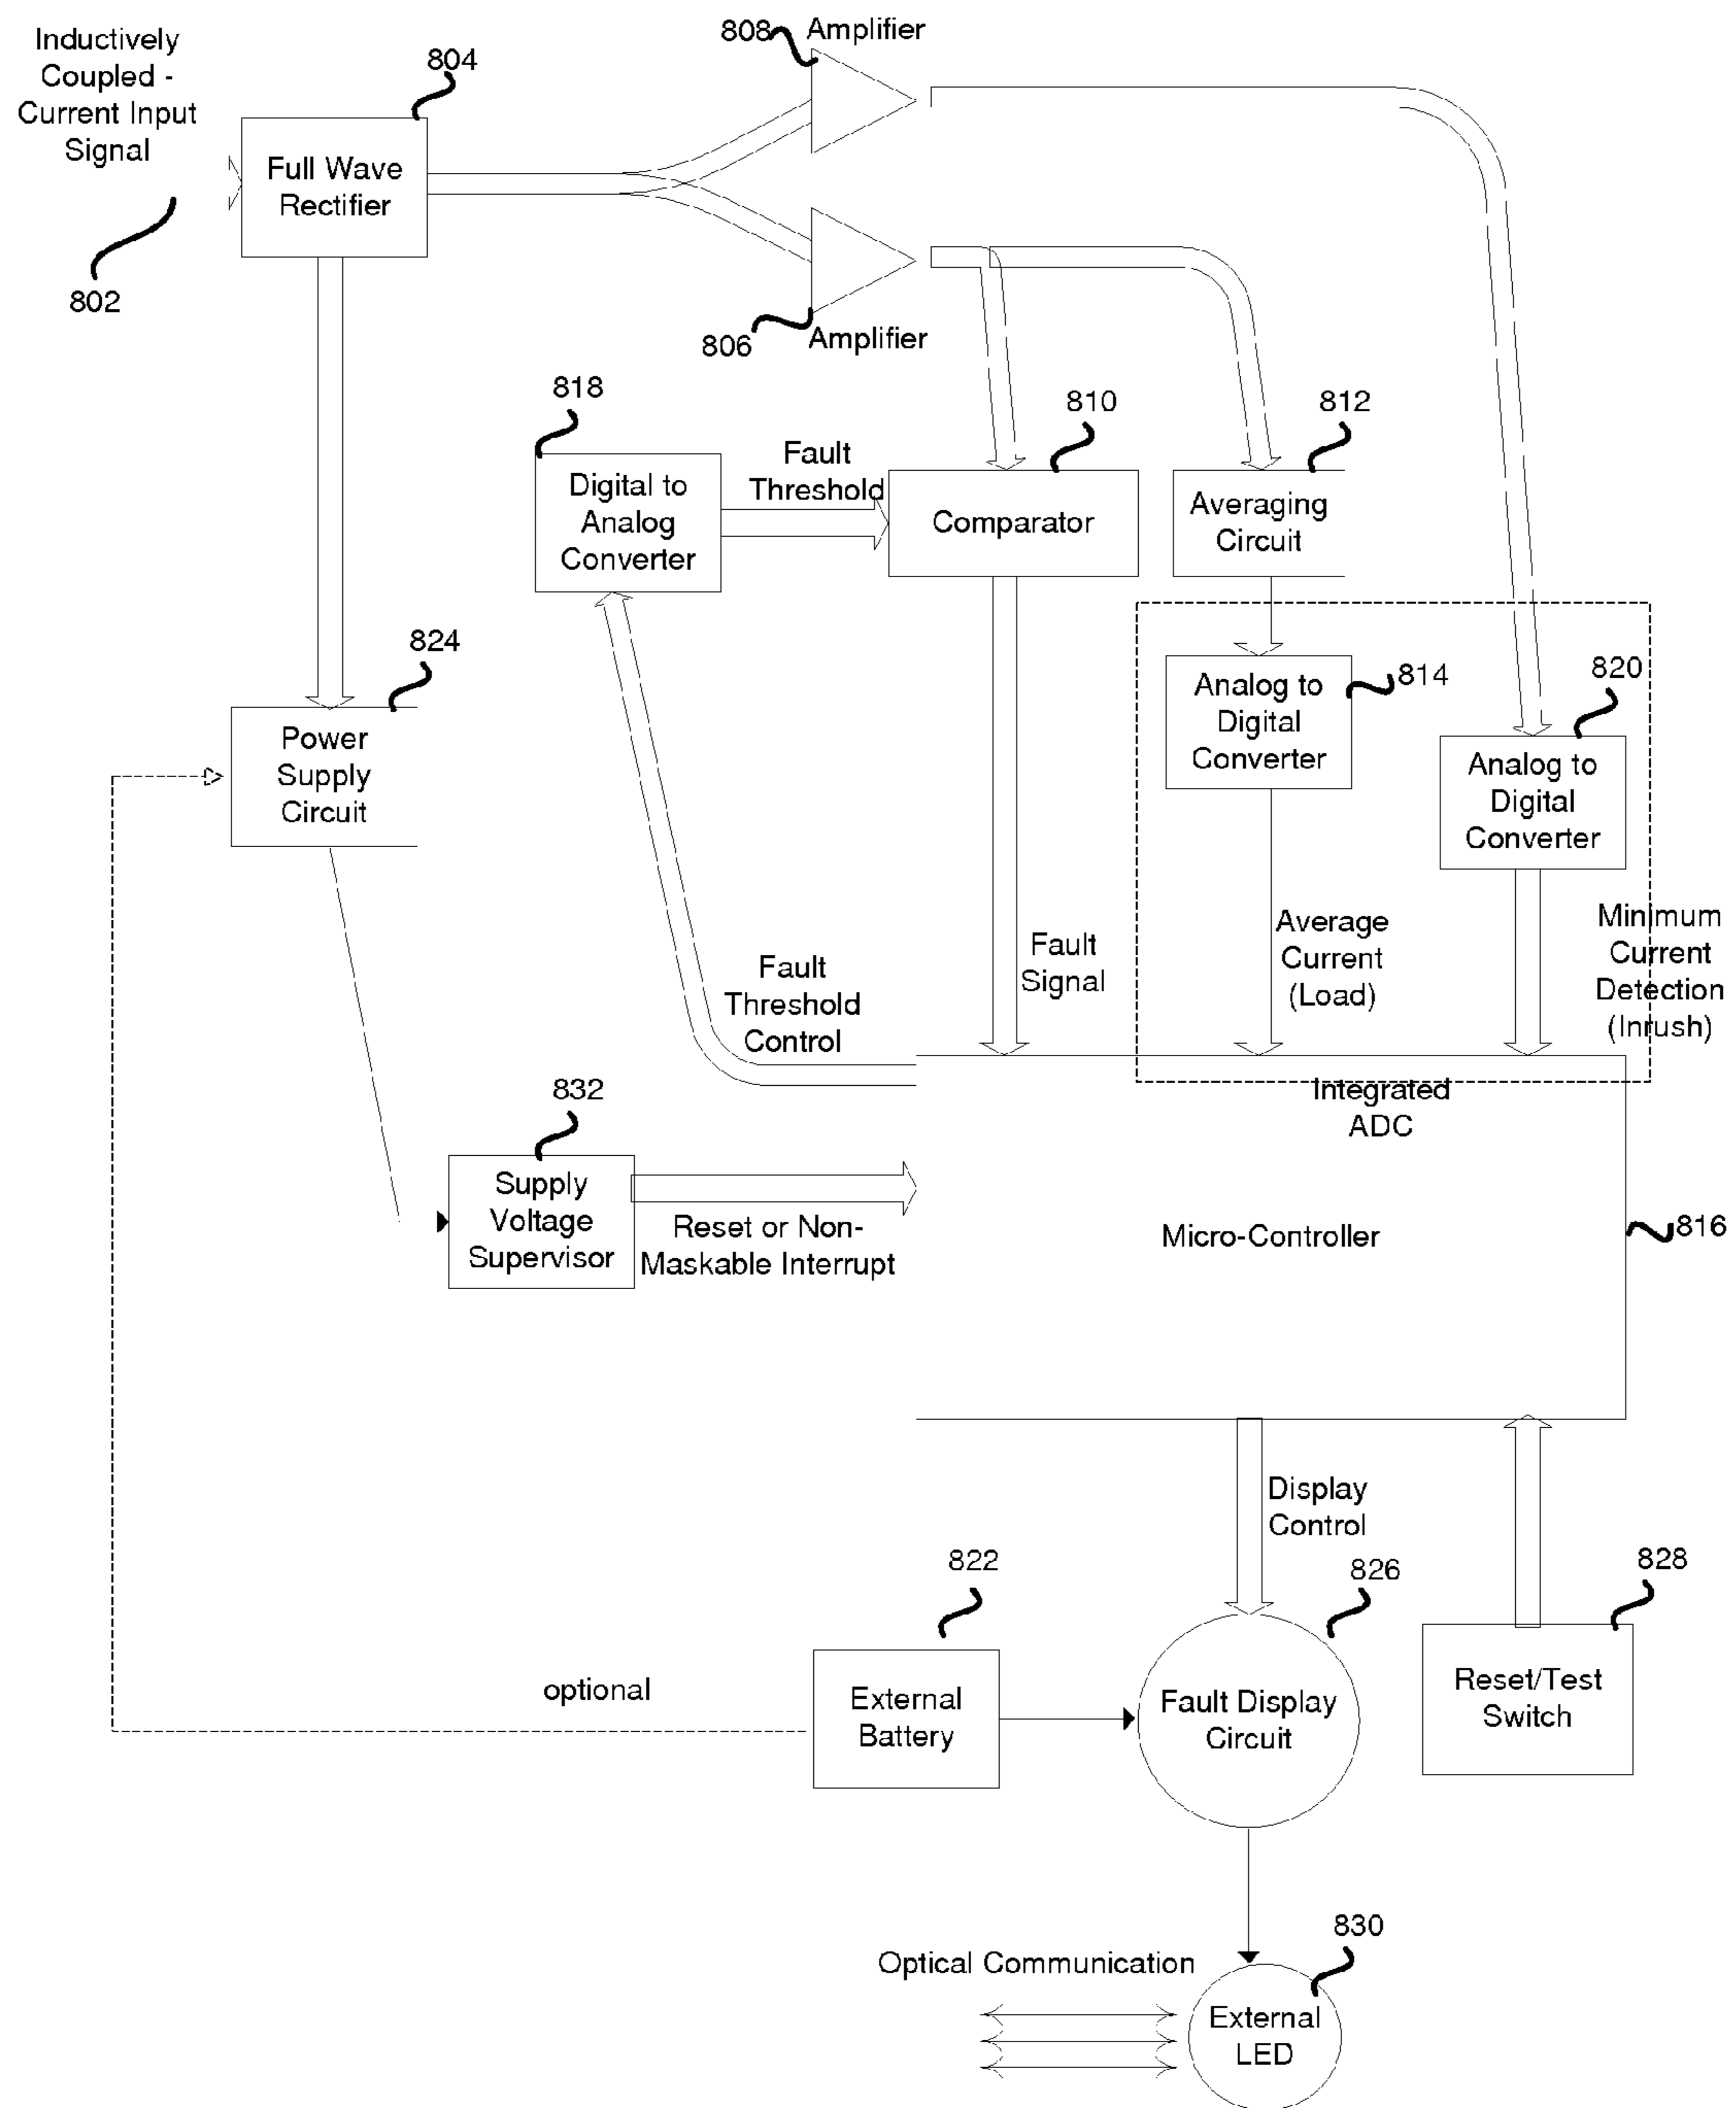 808
Amplifier
Inductively
Coupled -
Current Input
Signal
804
Full Wave
Rectifier
802
806
Amplifier
818
810
812
Fault
Threshold
Digital to
Analog
Converter
Comparator
Averaging
Circuit
824
814
820
Analog to
Digital
Converter
Power
Supply
Circuit
Analog to
Digital
Converter
Average
Current
(Load)
Minimum
Current
Detection
(Inrush)
Fault
Signal
Fault
Threshold
Control
832
Integrated
ADC
Supply
Voltage
Supervisor
Reset or Non-
Maskable Interrupt
Micro-Controller
816
Display
Control
822
826
828
optional
External
Battery
Fault Display
Circuit
Reset/Test
Switch
830
Optical Communication
External
LED